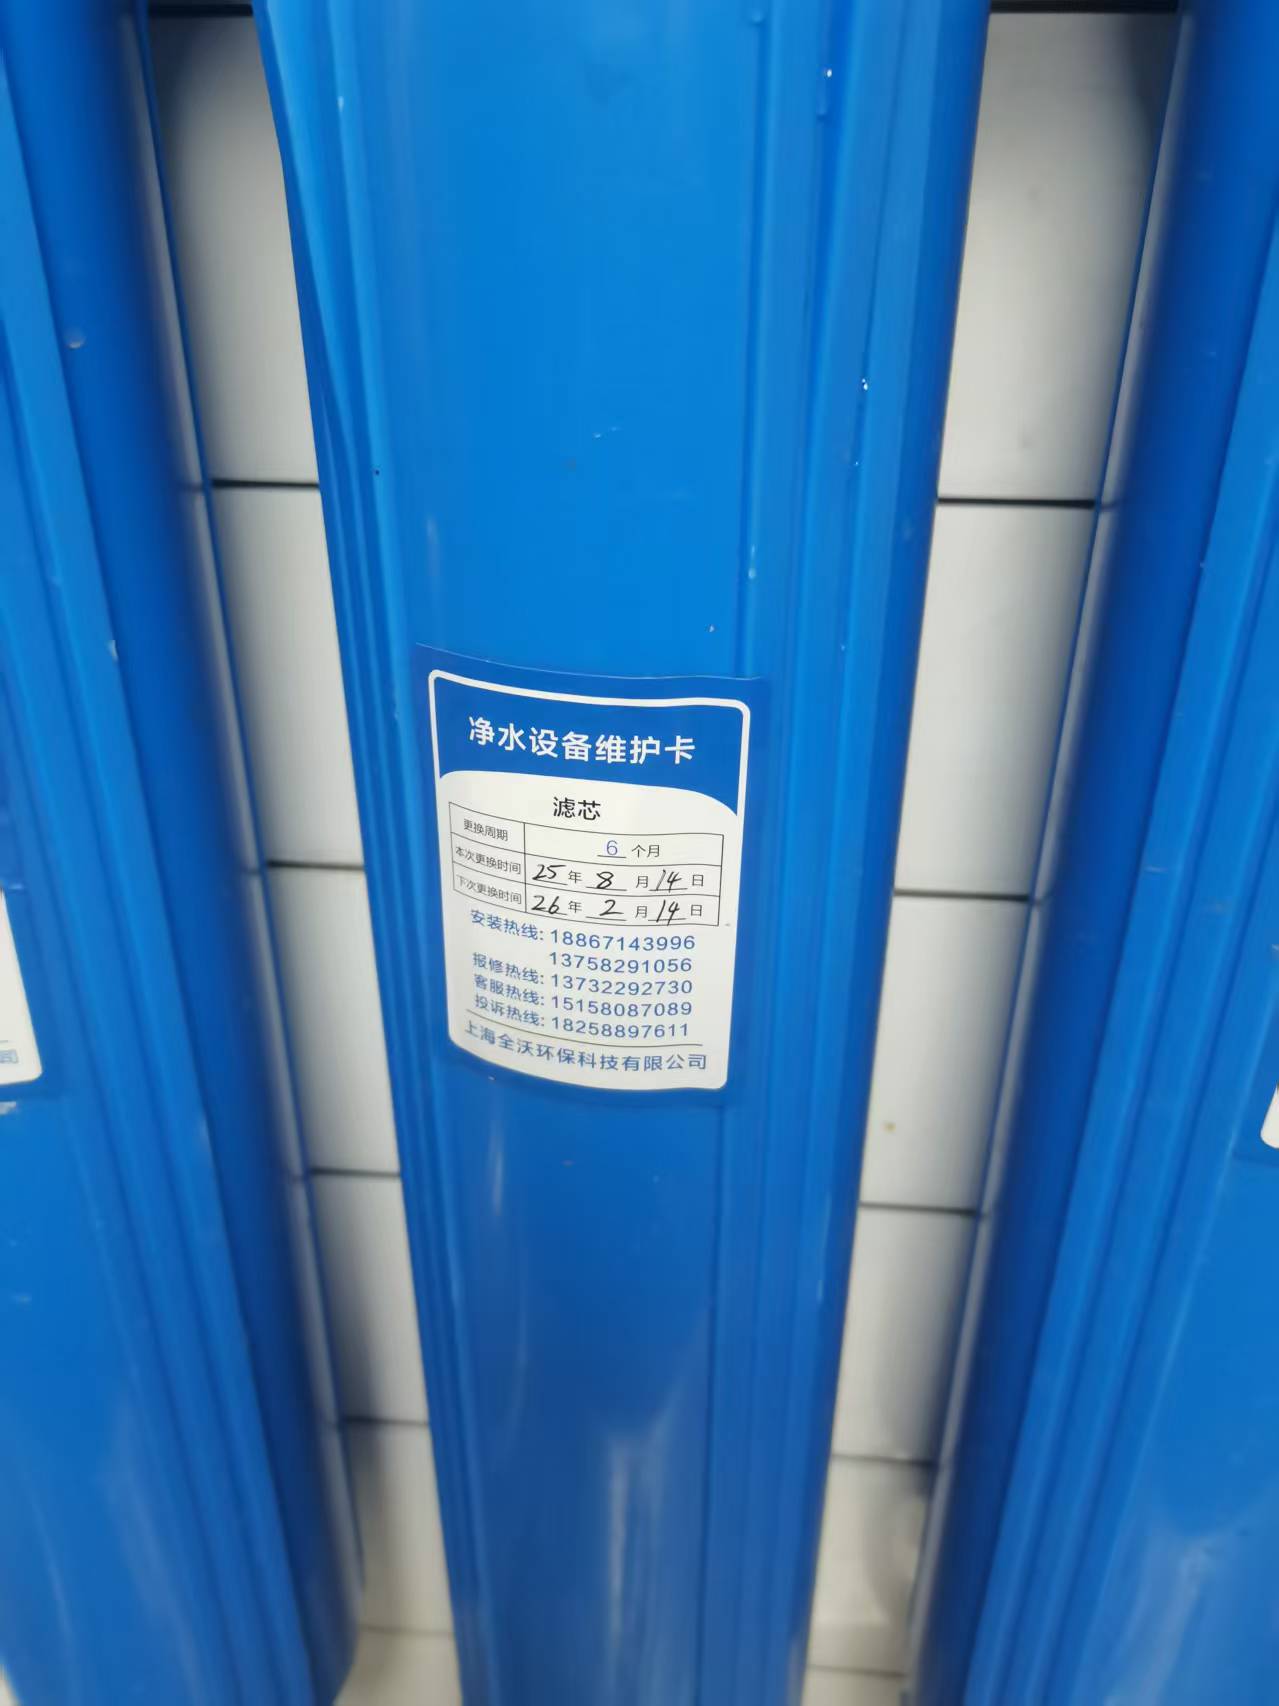 净水设备维护卡
滤芯
更换周期 6 个月
本次更换时间 25 年 8 月 14 日
下次更换时间 26 年 2 月 14 日
安装热线: 18867143996
13758291056
报修热线: 13732292730
客服热线: 15158087089
投诉热线: 18258897611
上海全沃环保科技有限公司
司